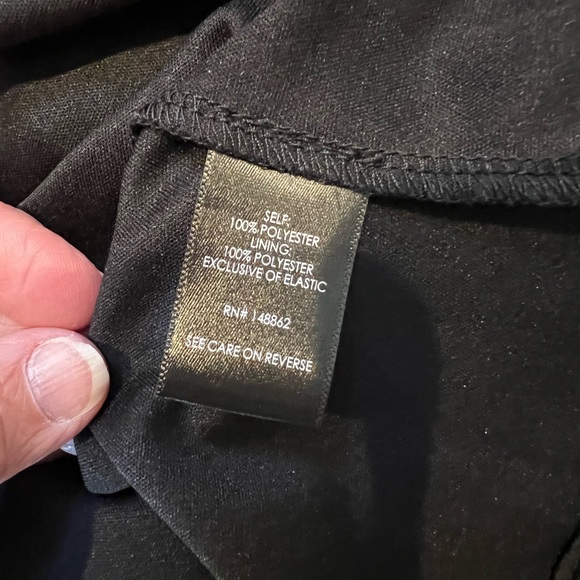 SELF:
100% POLYESTER
LINING:
100% POLYESTER
EXCLUSIVE OF ELASTIC
RN# 148862
SEE CARE ON REVERSE